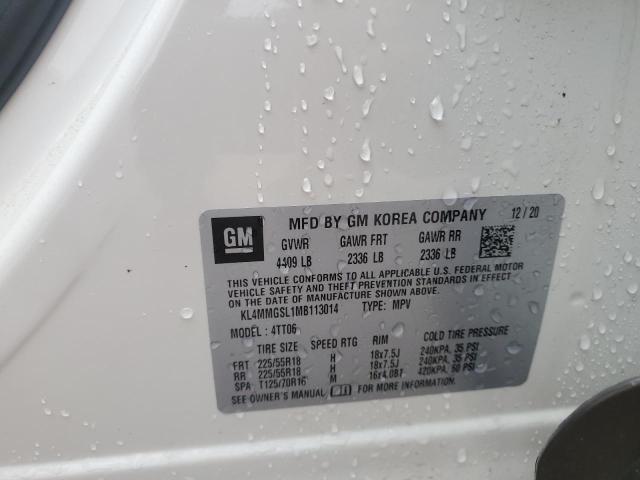 GM MFD BY GM KOREA COMPANY 12/20
GVWR GAWR FRT GAWR RR
4409 LB 2336 LB 2336 LB
THIS VEHICLE CONFORMS TO ALL APPLICABLE U.S. FEDERAL MOTOR
VEHICLE SAFETY, BUMPER, AND THEFT PREVENTION STANDARDS IN EFFECT
ON THE DATE OF MANUFACTURE SHOWN ABOVE.
KL4MMGSL1MB113014 TYPE: MPV
MODEL: 4TT06
TIRE SIZE SPEED RTG RIM COLD TIRE PRESSURE
FRT 225/55R18 H 18x7.5J 240KPA, 35 PSI
RR 225/55R18 H 18x7.5J 240KPA, 35 PSI
SPA T125/70R16 M 16x4.0BT 420KPA, 60 PSI
SEE OWNER'S MANUAL FOR MORE INFORMATION.